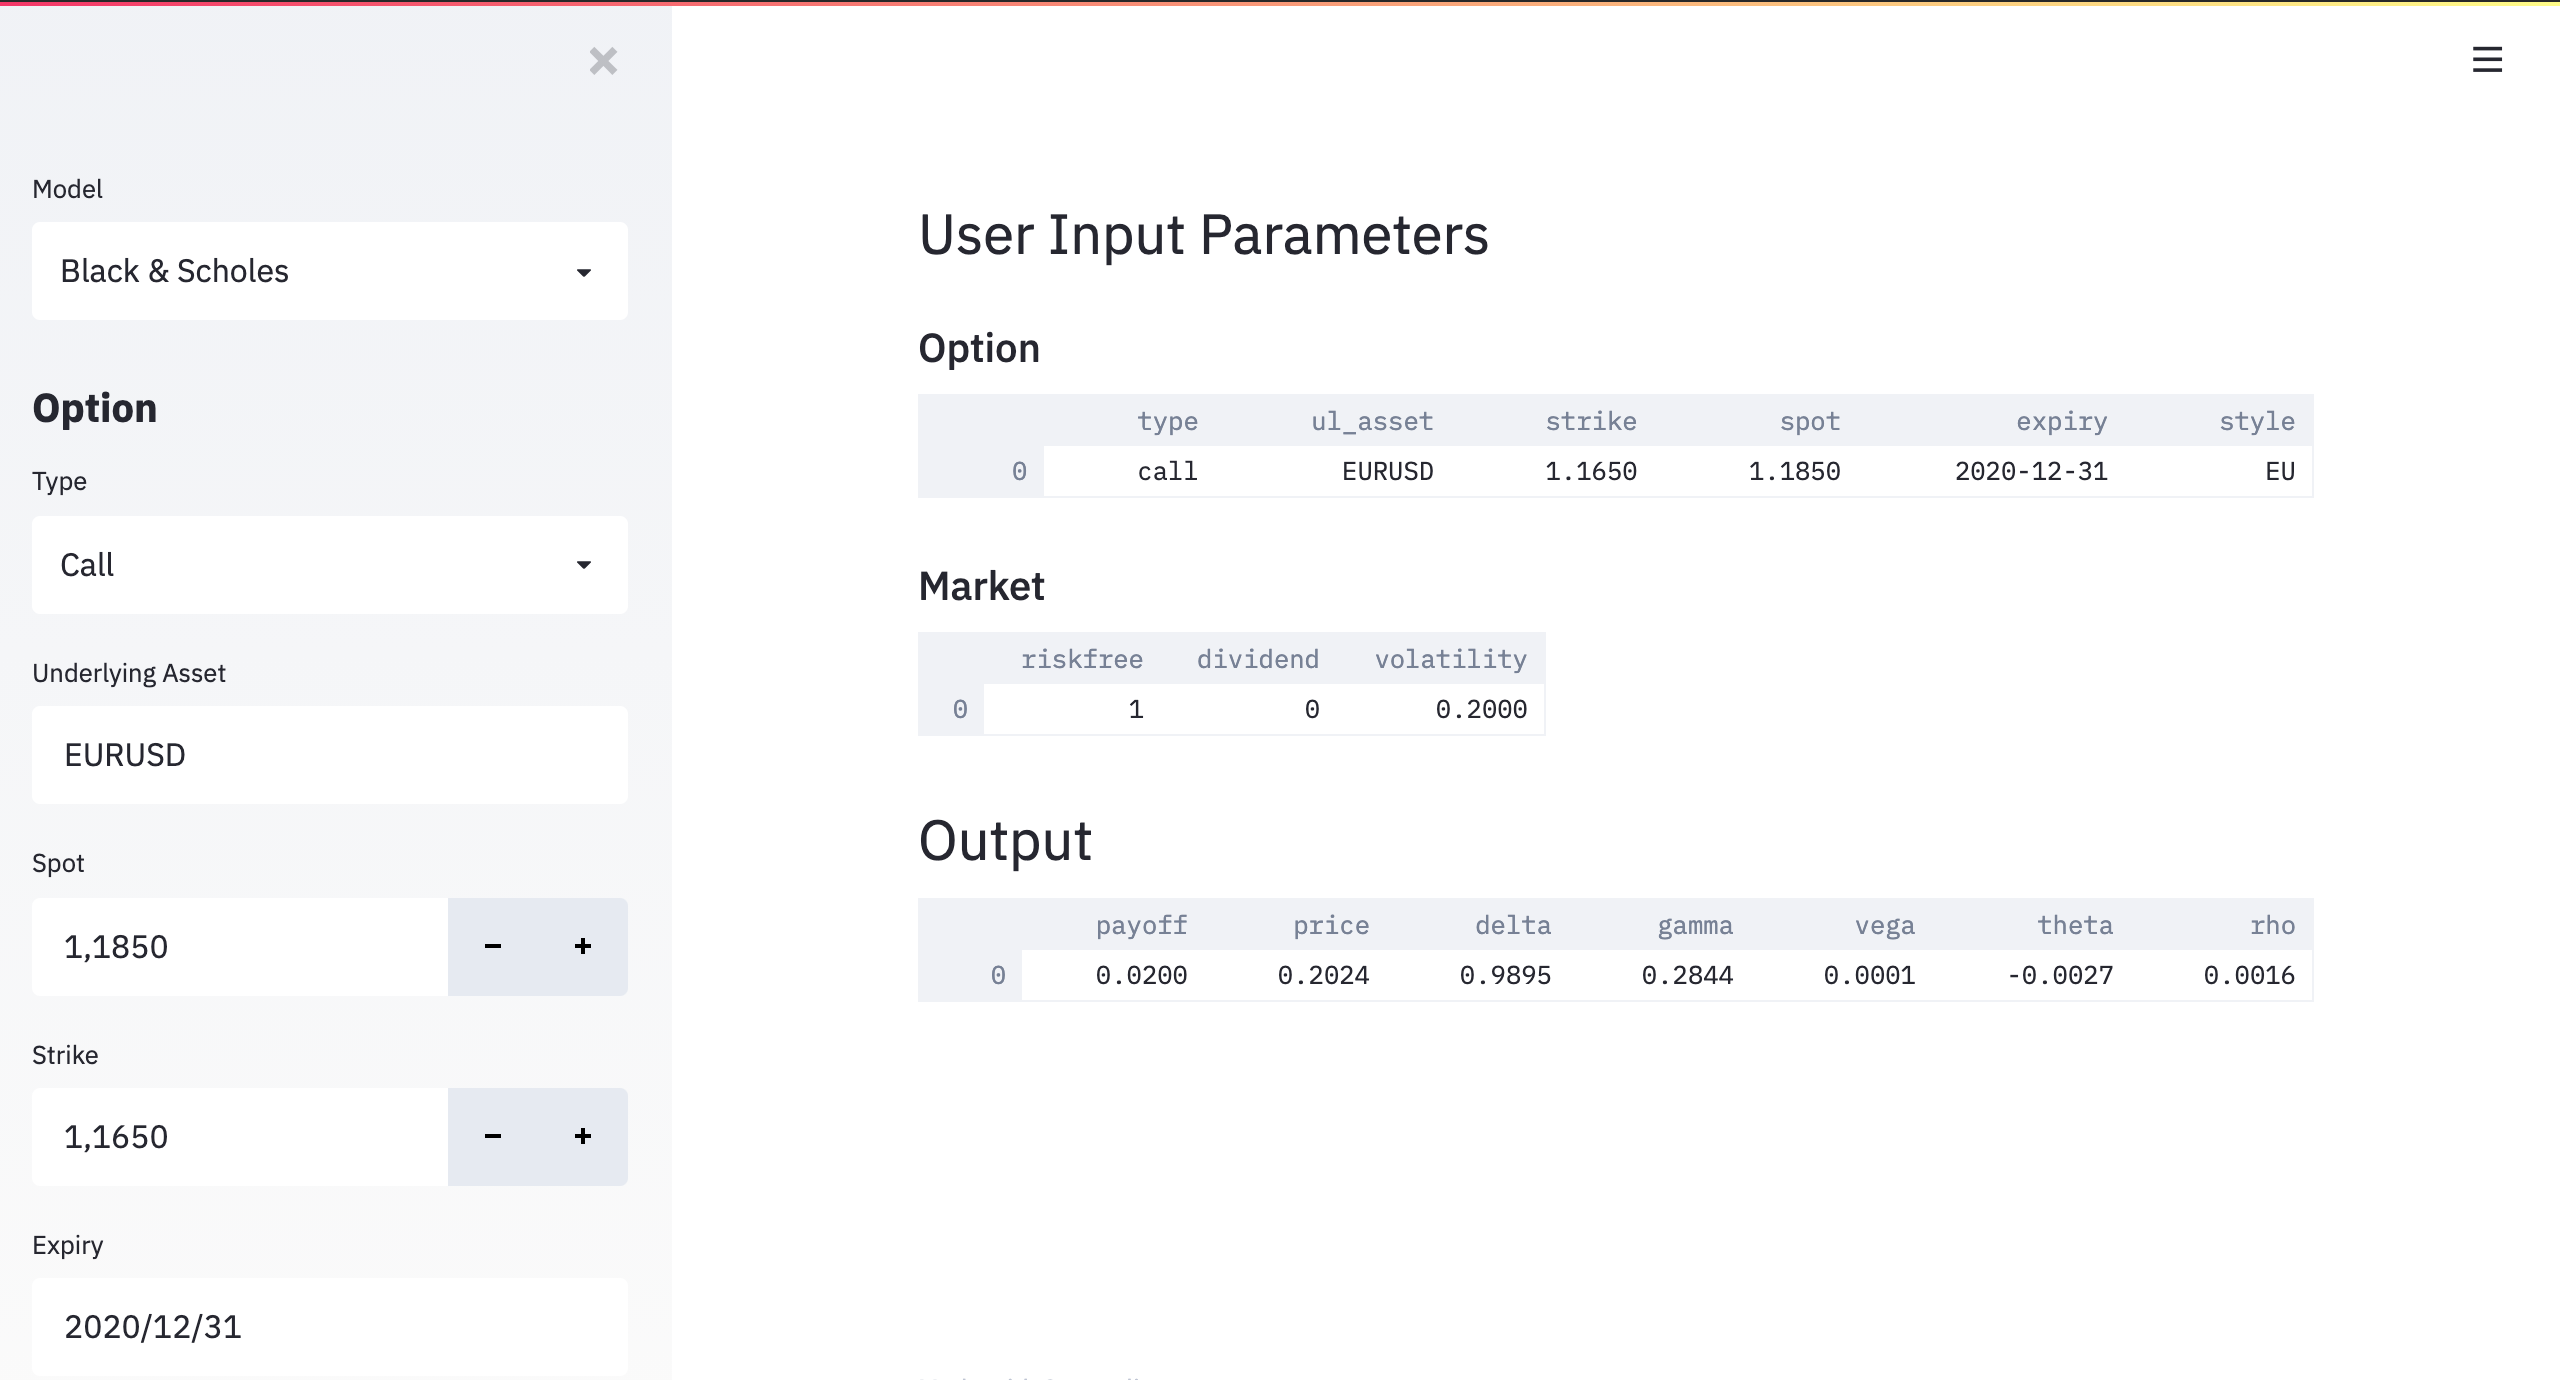 Model
Black & Scholes
Option
Type
Call
Underlying Asset
EURUSD
Spot
1,1850
Strike
1,1650
Expiry
2020/12/31
User Input Parameters
Option
type ul_asset strike spot expiry style
0 call EURUSD 1.1650 1.1850 2020-12-31 EU
Market
riskfree dividend volatility
0 1 0 0.2000
Output
payoff price delta gamma vega theta rho
0 0.0200 0.2024 0.9895 0.2844 0.0001 -0.0027 0.0016